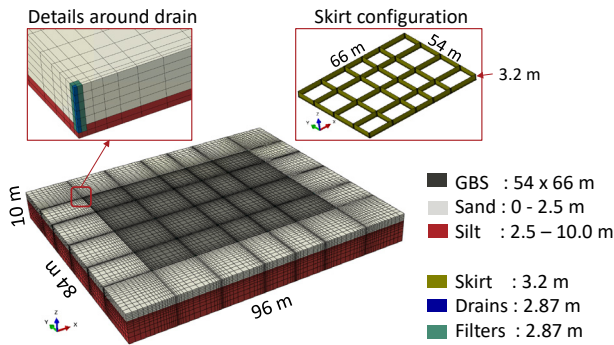 Details around drain
Skirt configuration
66 m
54 m
3.2 m
Z
Y
X
10 m
84 m
96 m
Z
Y
X
GBS : 54 x 66 m
Sand : 0 - 2.5 m
Silt : 2.5 – 10.0 m
Skirt : 3.2 m
Drains : 2.87 m
Filters : 2.87 m